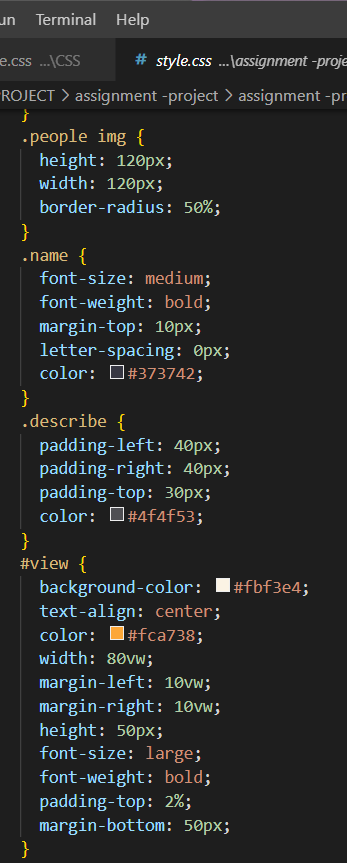 un Terminal Help
e.css ...\CSS # style.css ...\assignment -proje
ROJECT > assignment -project > assignment -pr
}
.people img {
height: 120px;
width: 120px;
border-radius: 50%;
}
.name {
font-size: medium;
font-weight: bold;
margin-top: 10px;
letter-spacing: 0px;
color: #373742;
}
.describe {
padding-left: 40px;
padding-right: 40px;
padding-top: 30px;
color: #4f4f53;
}
#view {
background-color: #fbf3e4;
text-align: center;
color: #fca738;
width: 80vw;
margin-left: 10vw;
margin-right: 10vw;
height: 50px;
font-size: large;
font-weight: bold;
padding-top: 2%;
margin-bottom: 50px;
}